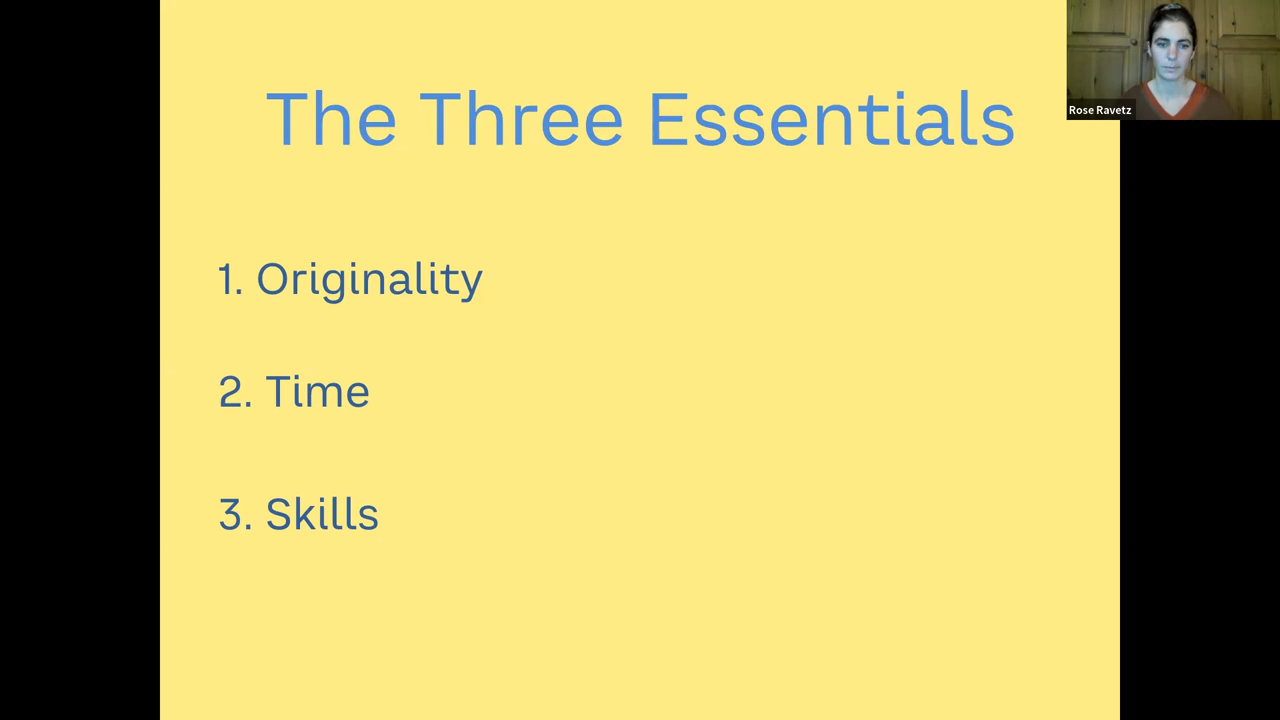 The Three Essentials
Rose Ravetz
1. Originality
2. Time
3. Skills